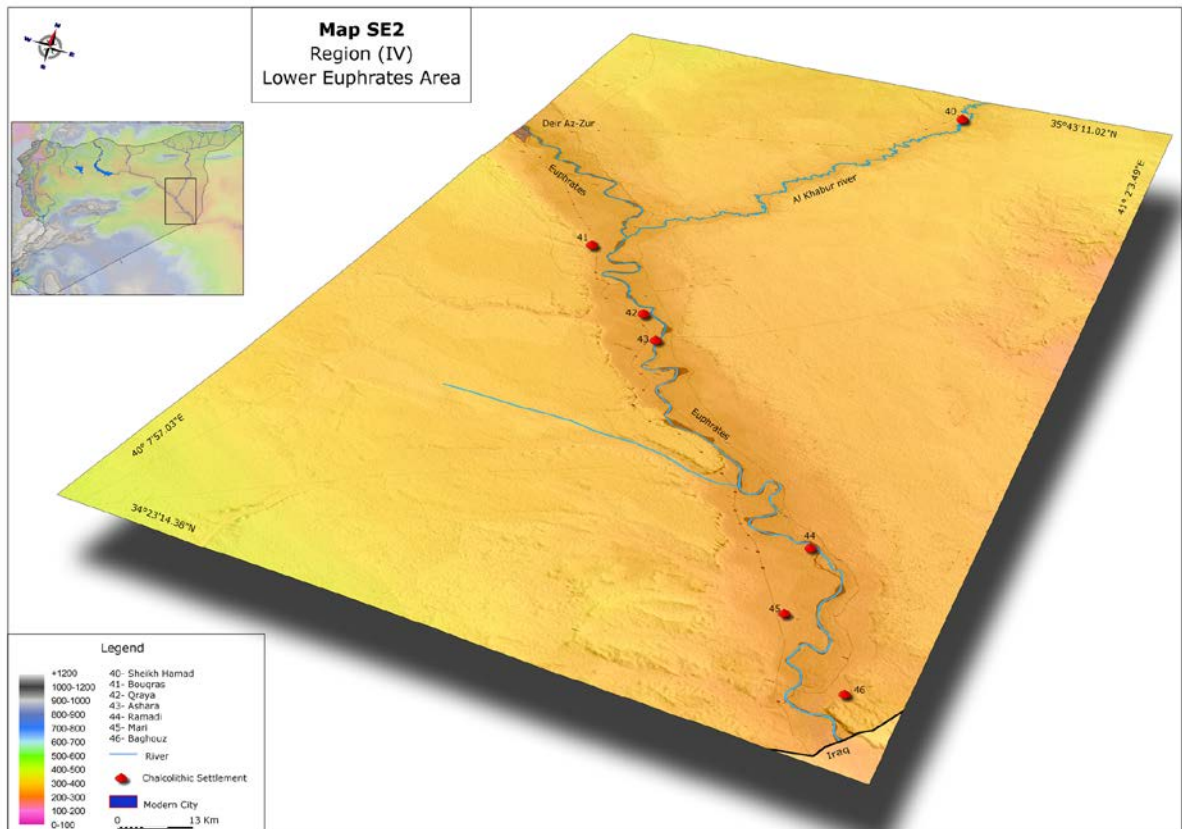 Map SE2
Region (IV)
Lower Euphrates Area
Deir Az-Zur
40
35°43'11.02"N
41° 2'3.49"E
Euphrates
Al Khabur river
41
42
43
Euphrates
40° 7'57.03"E
34°23'14.38"N
44
45
46
Iraq
Legend
+1200
1000-1200
900-1000
800-900
700-800
600-700
500-600
400-500
300-400
200-300
100-200
0-100
40- Sheikh Hamad
41- Bouqras
42- Qraya
43- Ashara
44- Ramadi
45- Mari
46- Baghouz
River
Chalcolithic Settlement
Modern City
0 13 Km